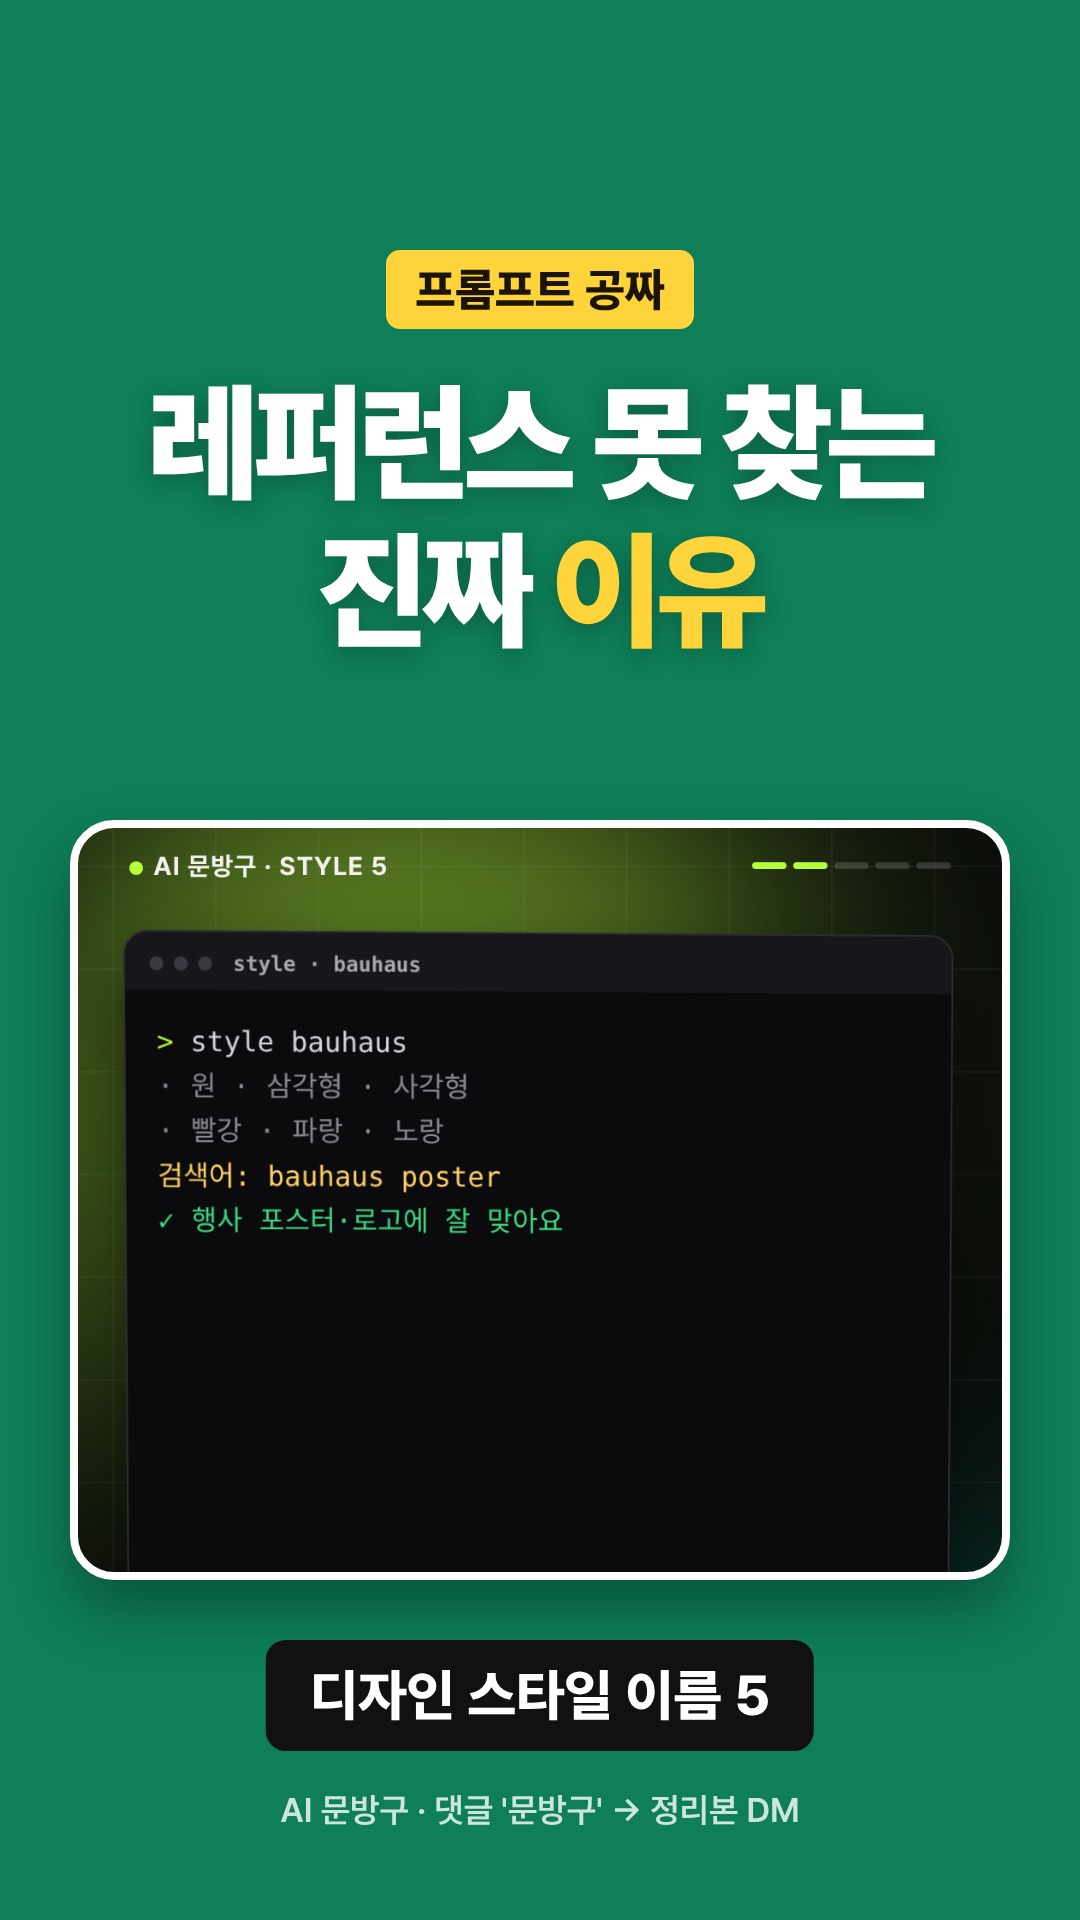 프롬프트 공짜
레퍼런스 못 찾는
진짜 이유
AI 문방구 · STYLE 5
style · bauhaus
> style bauhaus
· 원 · 삼각형 · 사각형
· 빨강 · 파랑 · 노랑
검색어: bauhaus poster
✓ 행사 포스터·로고에 잘 맞아요
디자인 스타일 이름 5
AI 문방구 · 댓글 '문방구' → 정리본 DM